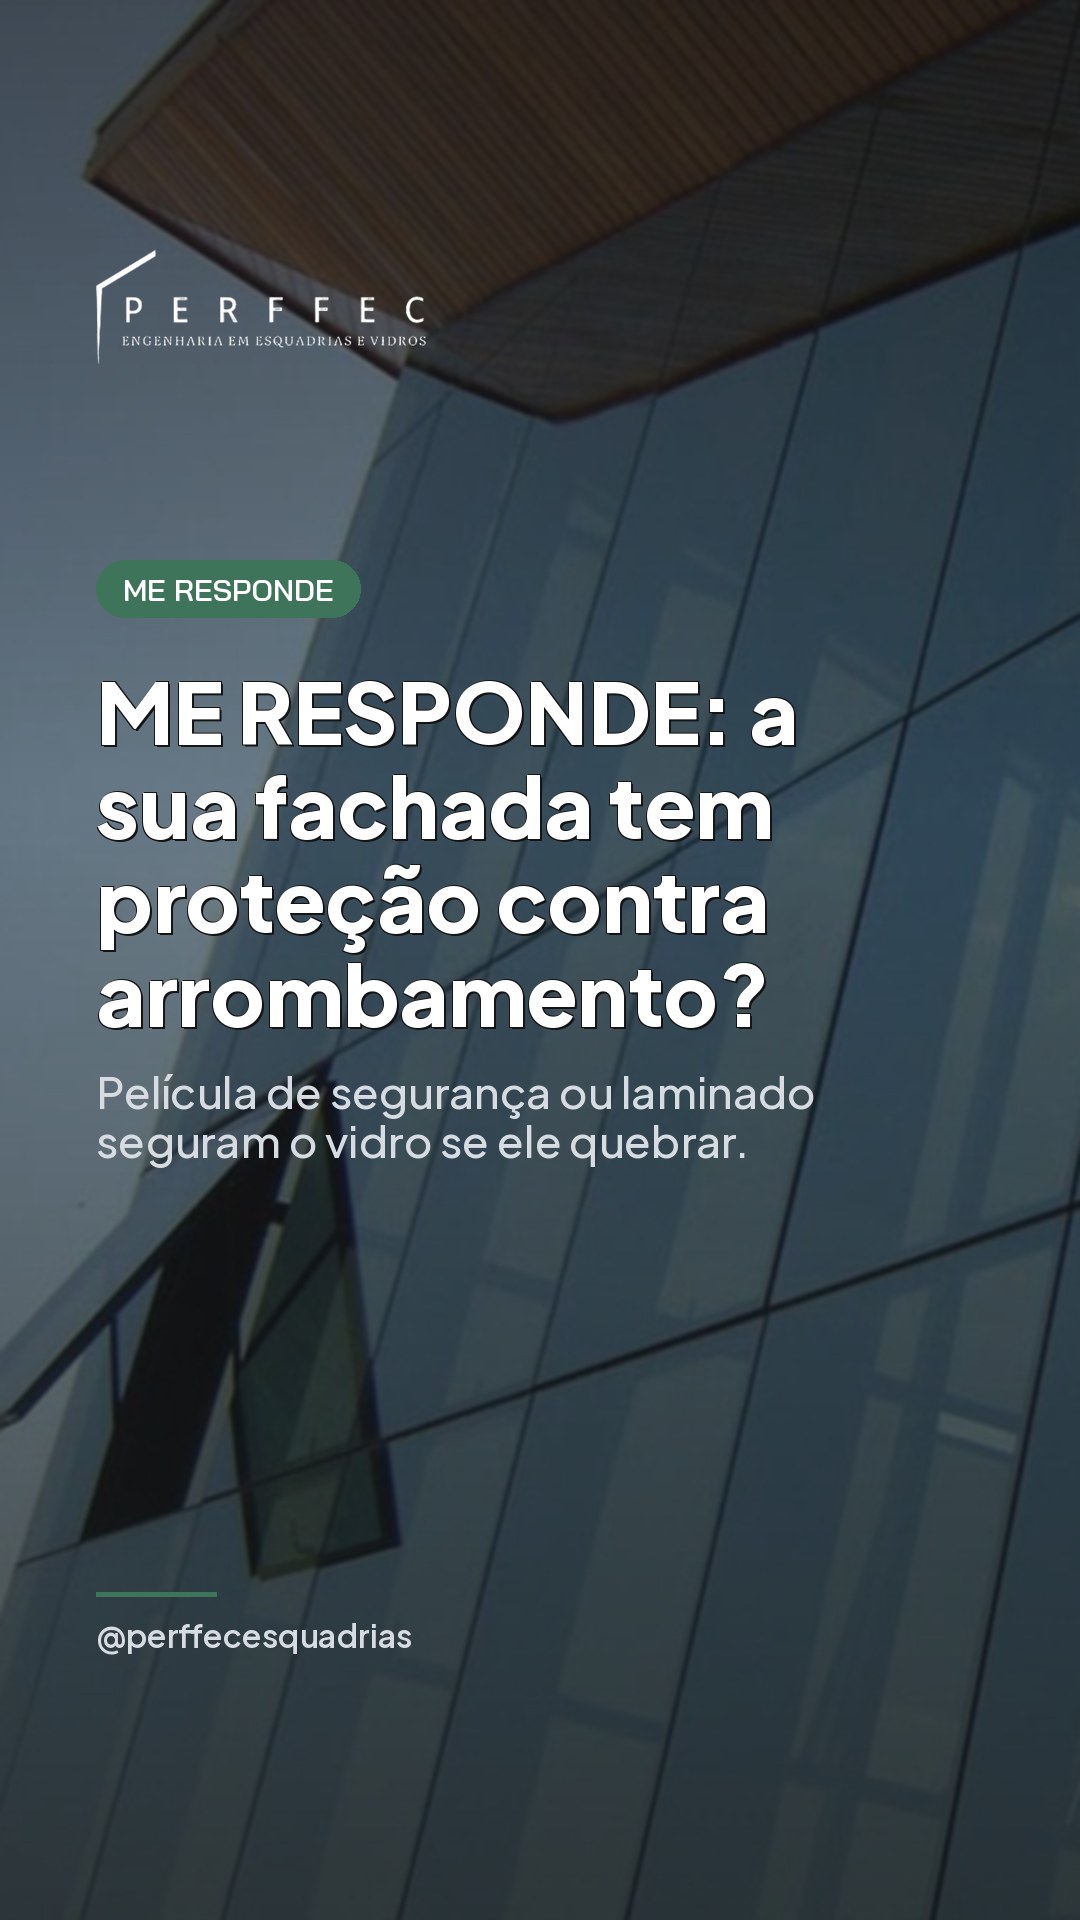 PERFFEC
ENGENHARIA EM ESQUADRIAS E VIDROS
ME RESPONDE
ME RESPONDE: a
sua fachada tem
proteção contra
arrombamento?
Película de segurança ou laminado
seguram o vidro se ele quebrar.
@perffecesquadrias